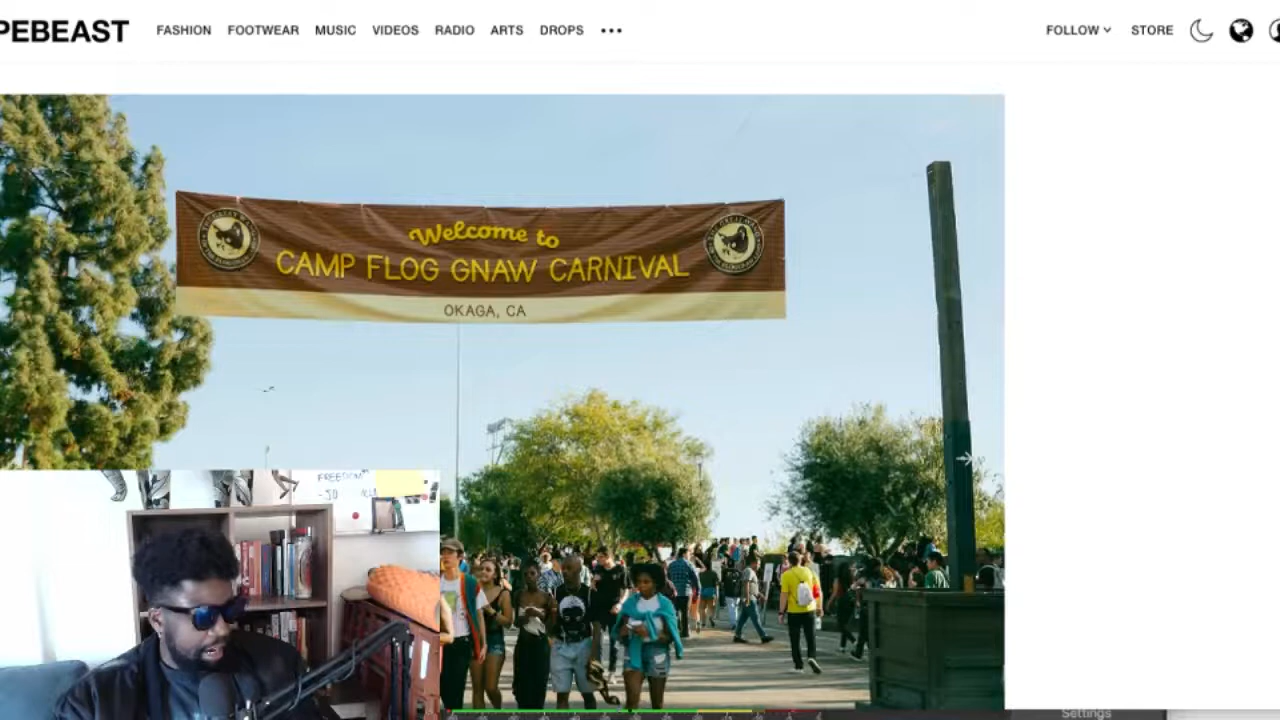 PEBEAST
FASHION FOOTWEAR MUSIC VIDEOS RADIO ARTS DROPS •••
FOLLOW STORE
Welcome to
CAMP FLOG GNAW CARNIVAL
OKAGA, CA
FREEDOM
Settings